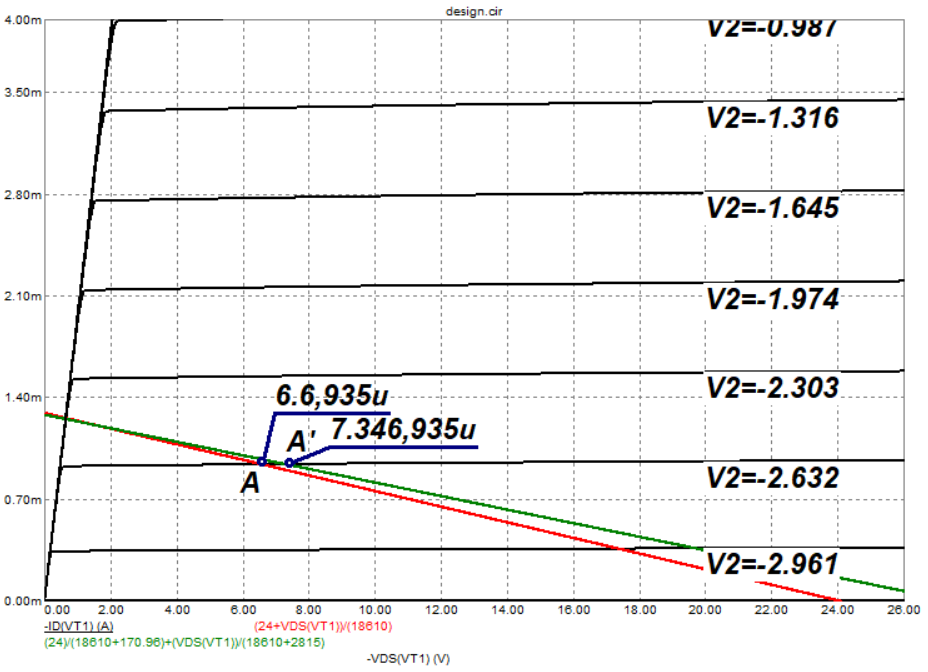 design.cir
4.00m
V2=-0.987
3.50m
V2=-1.316
2.80m
V2=-1.645
2.10m
V2=-1.974
V2=-2.303
1.40m
6.6,935u
A' 7.346,935u
A
V2=-2.632
0.70m
V2=-2.961
0.00m
0.00 2.00 4.00 6.00 8.00 10.00 12.00 14.00 16.00 18.00 20.00 22.00 24.00 26.00
-ID(VT1) (A) (24+VDS(VT1))/(18610)
(24)/(18610+170.96)+(VDS(VT1))/(18610+2815)
-VDS(VT1) (V)